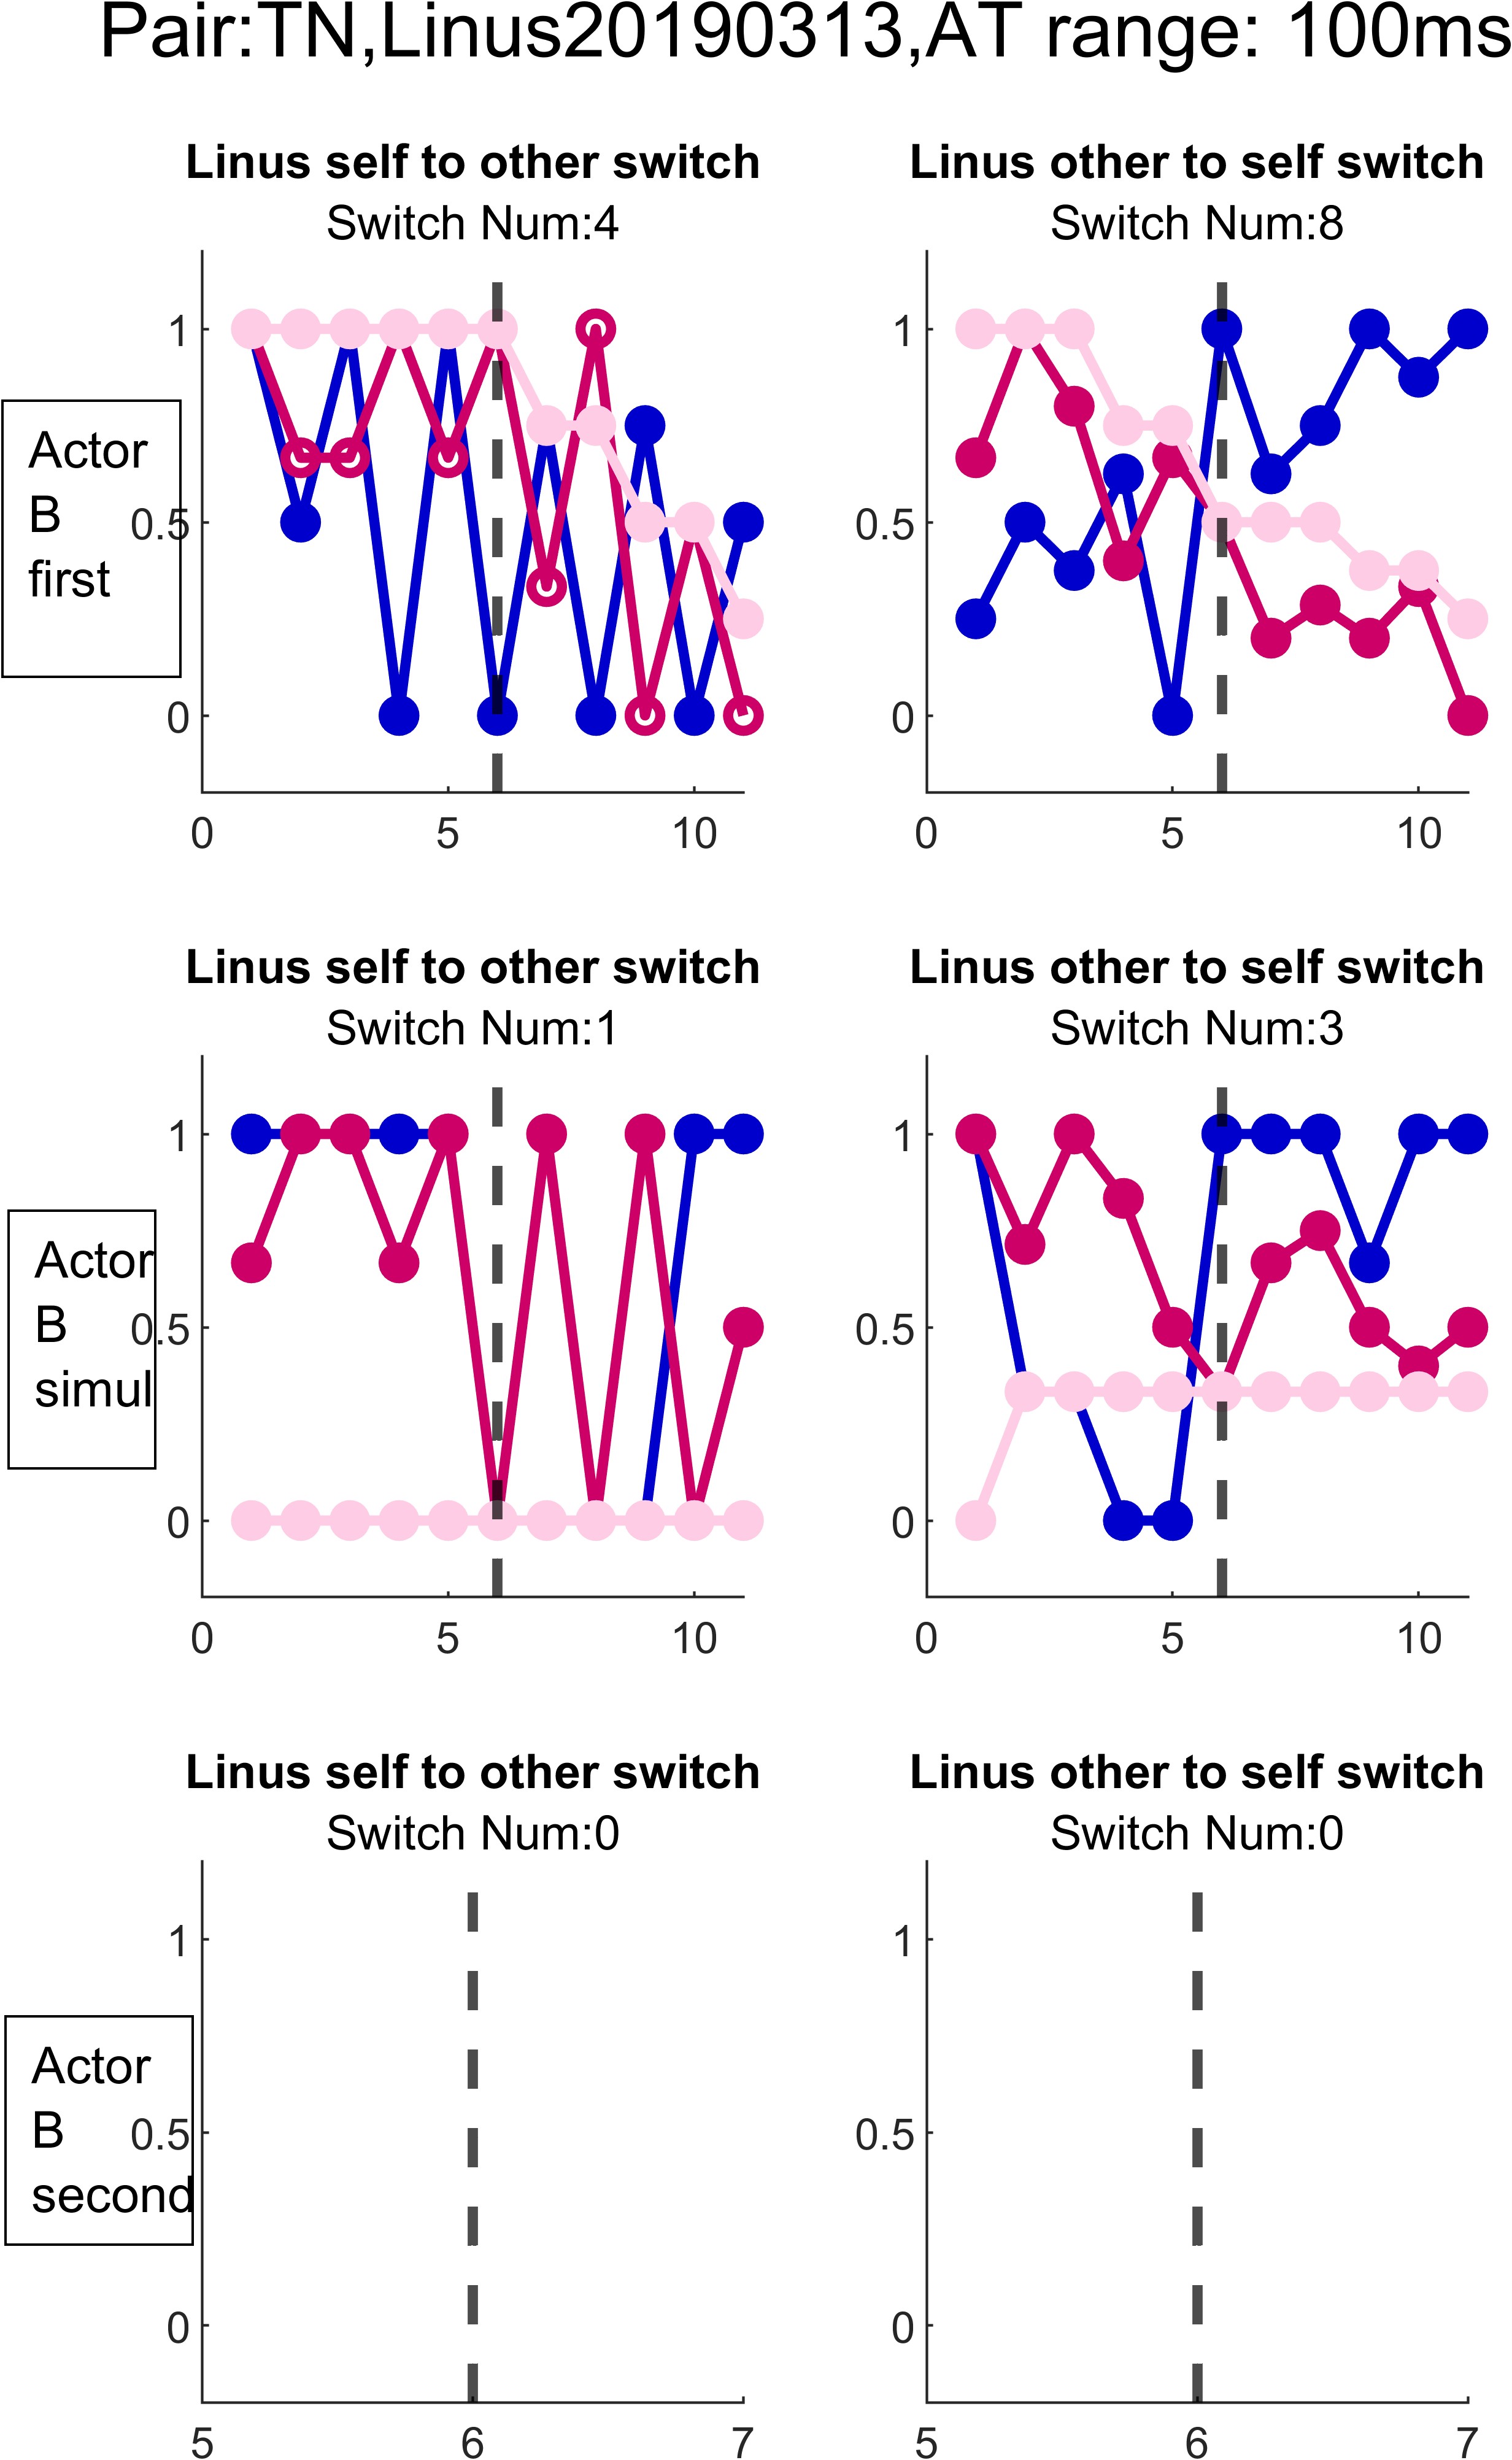 Pair:TN,Linus20190313,AT range: 100ms
Linus self to other switch
Switch Num:4
Linus other to self switch
Switch Num:8
Actor
B
first
1
0.5
0
0
5
10
1
0.5
0
0
5
10
Linus self to other switch
Switch Num:1
Linus other to self switch
Switch Num:3
Actor
B
simul
1
0.5
0
0
5
10
1
0.5
0
0
5
10
Linus self to other switch
Switch Num:0
Linus other to self switch
Switch Num:0
Actor
B
second
1
0.5
0
5
6
7
1
0.5
0
5
6
7